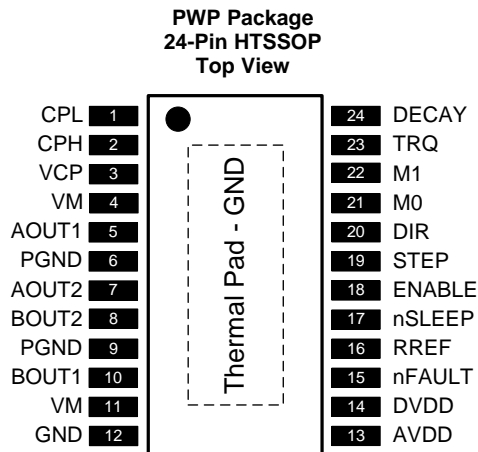 PWP Package
24-Pin HTSSOP
Top View
CPL 1 24 DECAY
CPH 2 23 TRQ
VCP 3 22 M1
VM 4 21 M0
AOUT1 5 20 DIR
PGND 6 19 STEP
AOUT2 7 18 ENABLE
BOUT2 8 17 nSLEEP
PGND 9 16 RREF
BOUT1 10 15 nFAULT
VM 11 14 DVDD
GND 12 13 AVDD
Thermal Pad - GND